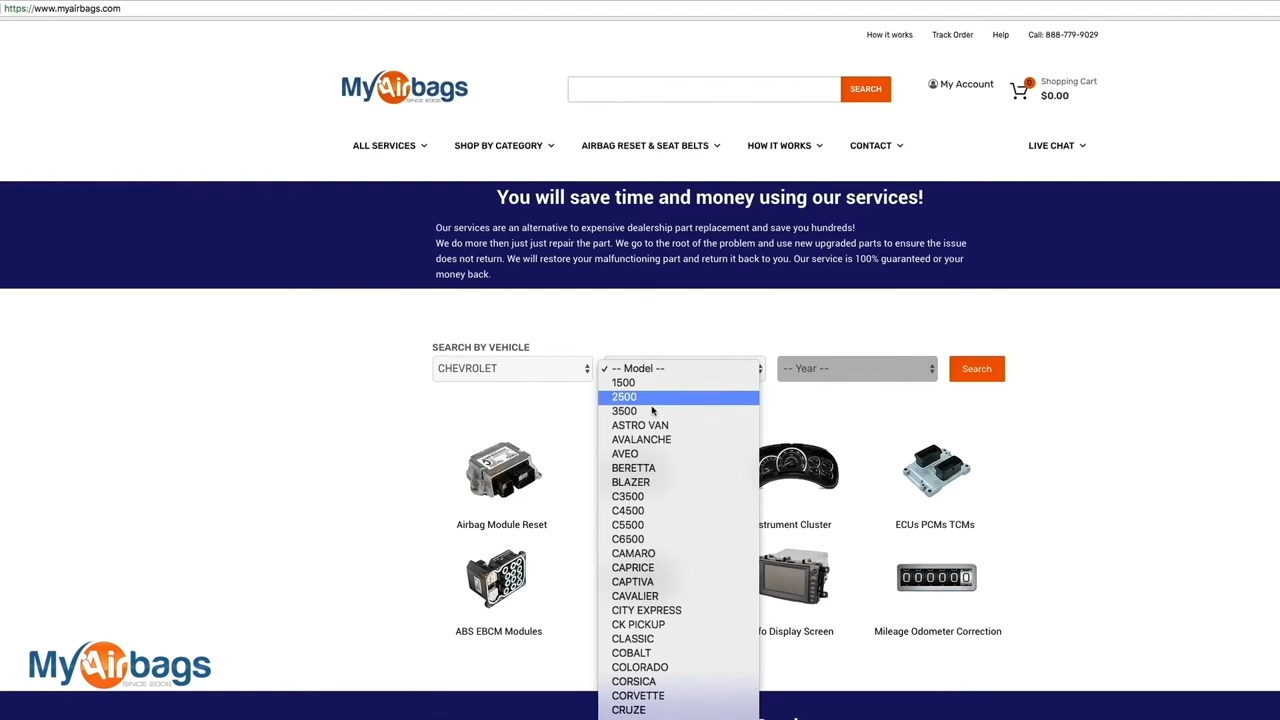 https://www.myairbags.com
How it works
Track Order
Help
Call: 888-779-9029
MyAirbags
SINCE 2006
SEARCH
My Account
0
Shopping Cart
$0.00
ALL SERVICES
SHOP BY CATEGORY
AIRBAG RESET & SEAT BELTS
HOW IT WORKS
CONTACT
LIVE CHAT
You will save time and money using our services!
Our services are an alternative to expensive dealership part replacement and save you hundreds!
We do more then just just repair the part. We go to the root of the problem and use new upgraded parts to ensure the issue
does not return. We will restore your malfunctioning part and return it back to you. Our service is 100% guaranteed or your
money back.
SEARCH BY VEHICLE
CHEVROLET
-- Model --
-- Year --
Search
1500
2500
3500
ASTRO VAN
AVALANCHE
AVEO
BERETTA
BLAZER
C3500
C4500
C5500
C6500
CAMARO
CAPRICE
CAPTIVA
CAVALIER
CITY EXPRESS
CK PICKUP
CLASSIC
COBALT
COLORADO
CORSICA
CORVETTE
CRUZE
Airbag Module Reset
strument Cluster
ECUs PCMs TCMs
000000
ABS EBCM Modules
fo Display Screen
Mileage Odometer Correction
MyAirbags
SINCE 2006